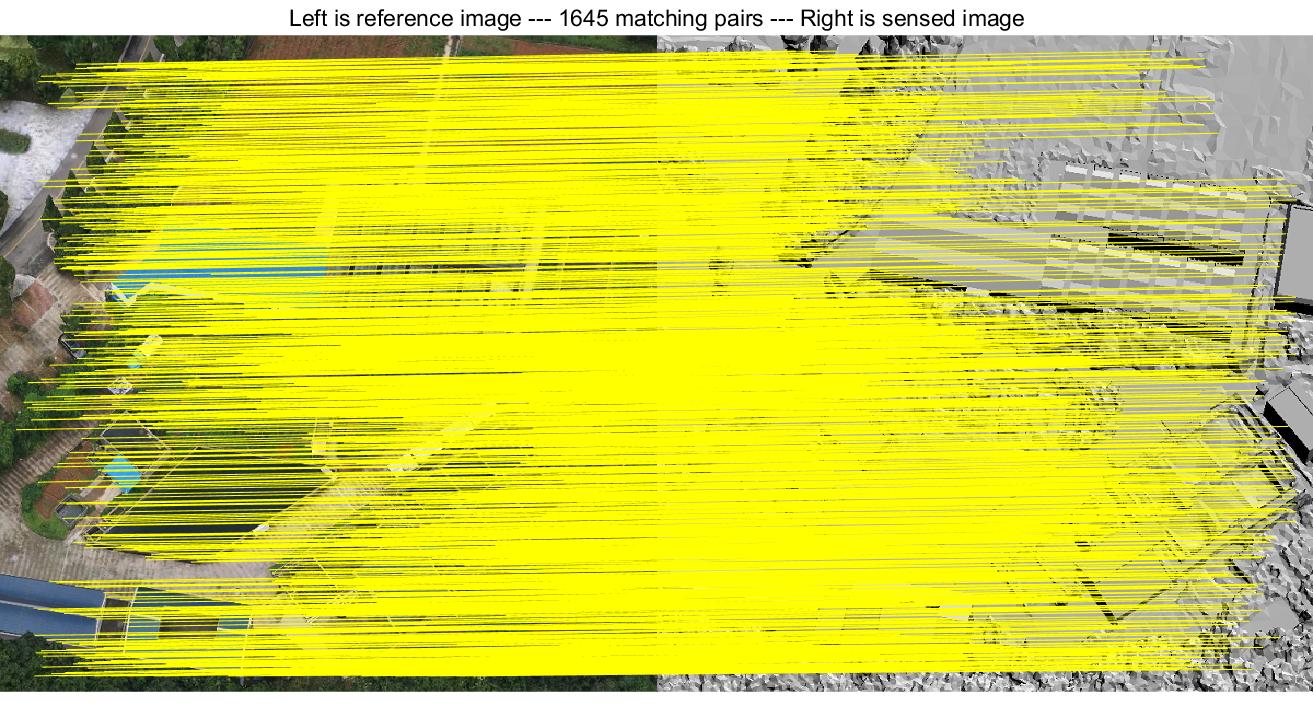 Left is reference image --- 1645 matching pairs --- Right is sensed image